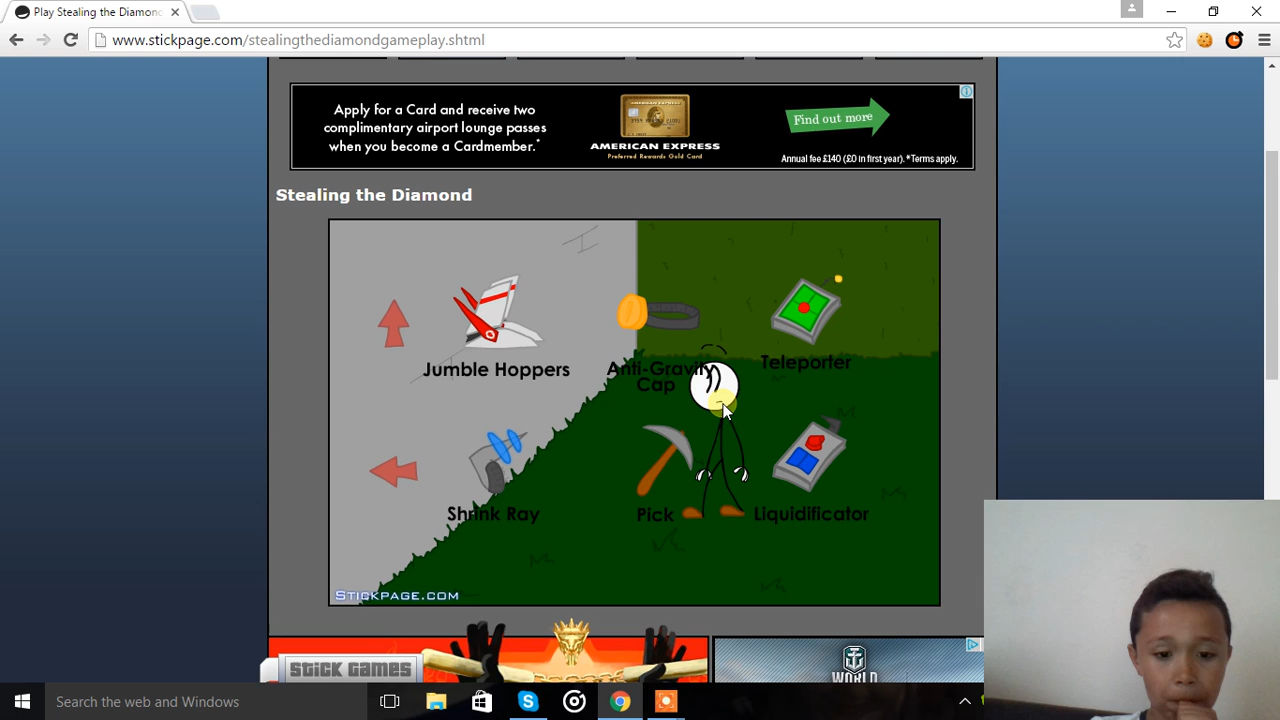 Play Stealing the Diamond
www.stickpage.com/stealingthediamondgameplay.shtml
Apply for a Card and receive two
complimentary airport lounge passes
when you become a Cardmember.*
AMERICAN EXPRESS
Preferred Rewards Gold Card
Find out more
Annual fee £140 (£0 in first year). *Terms apply.
Stealing the Diamond
Jumble Hoppers
Anti-Gravity
Cap
Teleporter
Shrink Ray
Pick
Liquidificator
STICKPAGE.COM
STICK GAMES
WORLD
Search the web and Windows